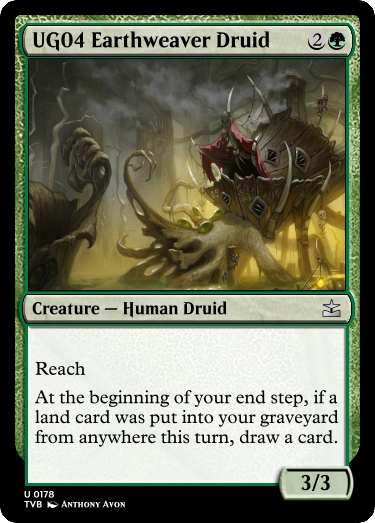 UG04 Earthweaver Druid 2
Creature — Human Druid
Reach
At the beginning of your end step, if a
land card was put into your graveyard
from anywhere this turn, draw a card.
3/3
U 0178
TVB Anthony Avon